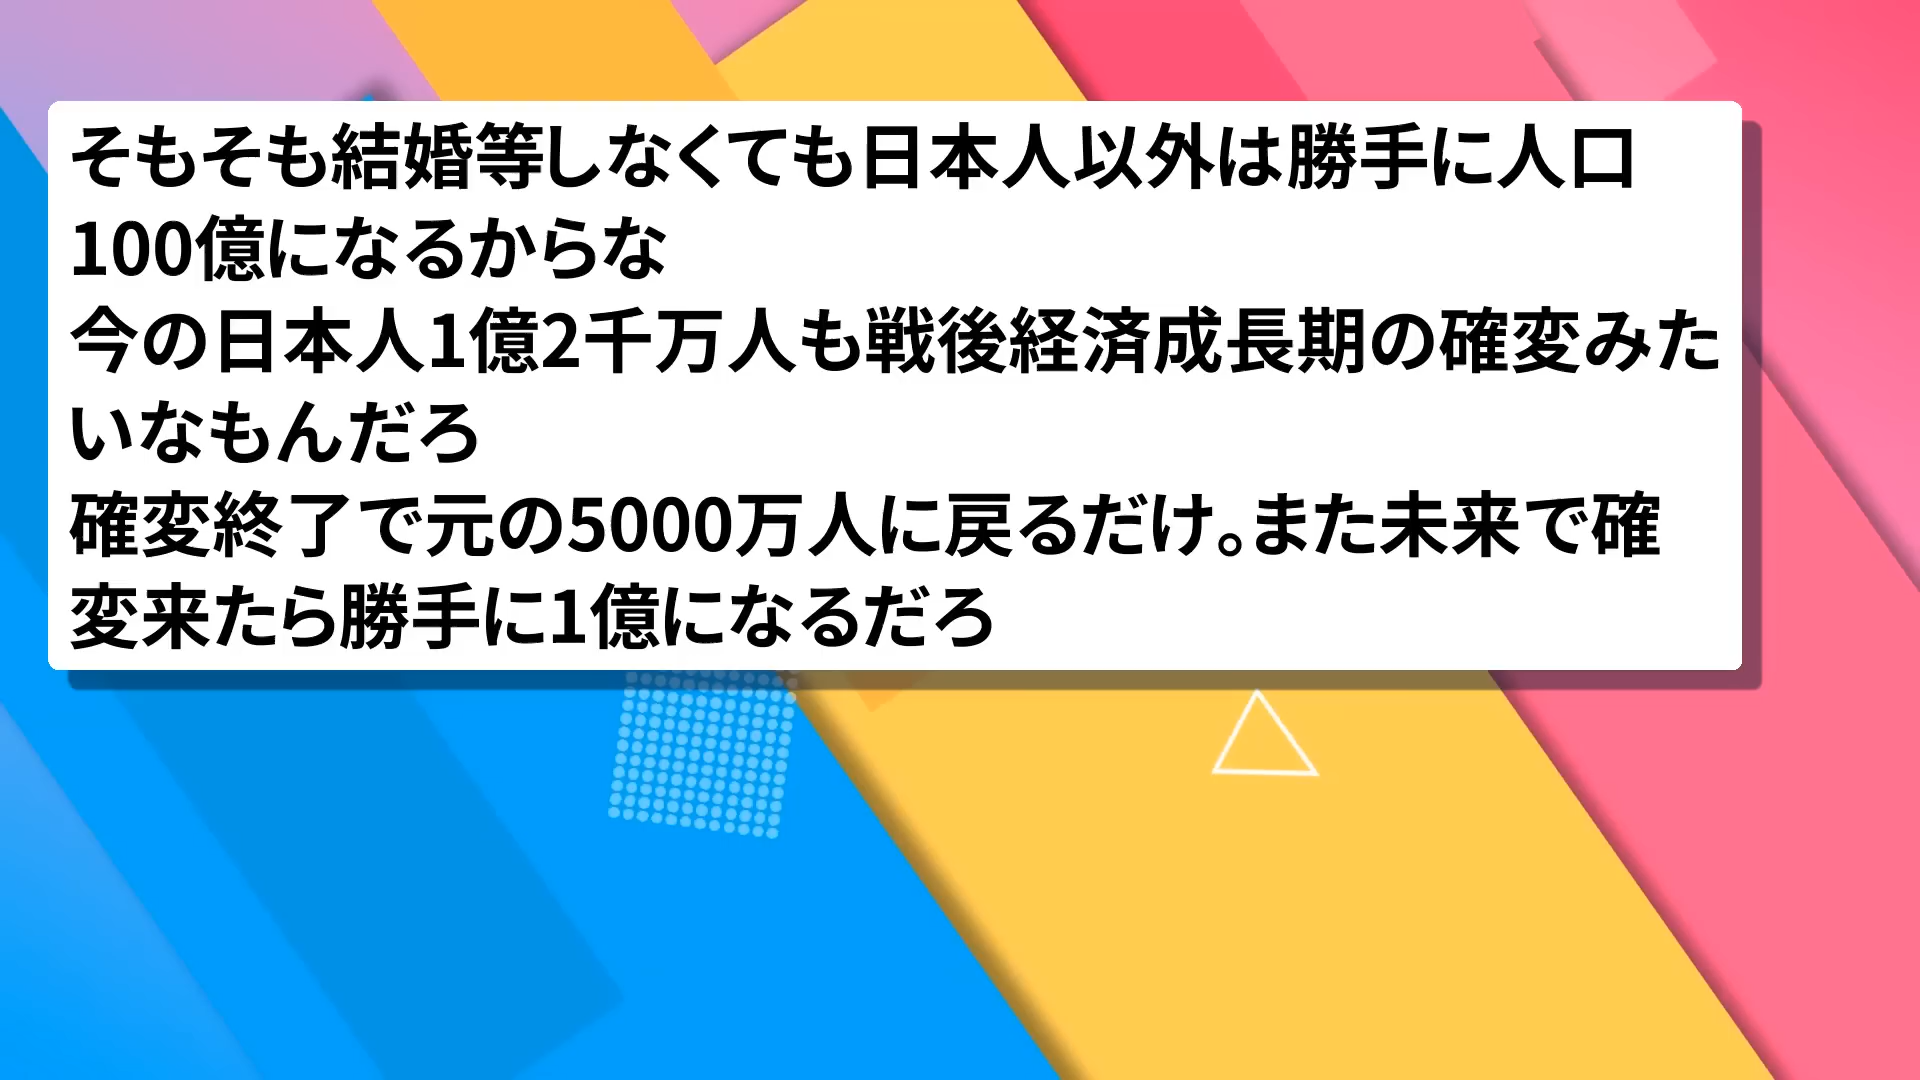 そもそも結婚等しなくても日本人以外は勝手に人口
100億になるからな
今の日本人1億2千万人も戦後経済成長期の確変みた
いなもんだろ
確変終了で元の5000万人に戻るだけ。また未来で確
変来たら勝手に1億になるだろ